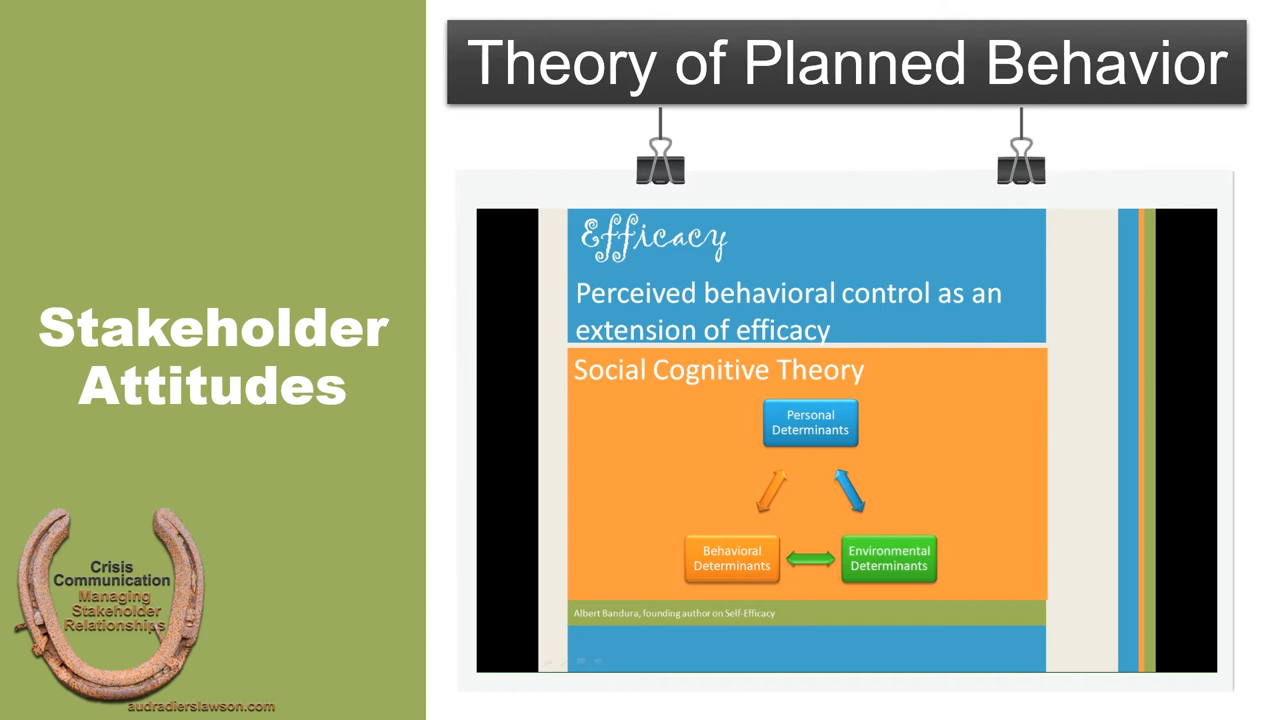 Theory of Planned Behavior
Stakeholder
Attitudes
Efficacy
Perceived behavioral control as an
extension of efficacy
Social Cognitive Theory
Personal
Determinants
Behavioral
Determinants
Environmental
Determinants
Albert Bandura, founding author on Self-Efficacy
Crisis
Communication
Managing
Stakeholder
Relationships
audradierslawson.com